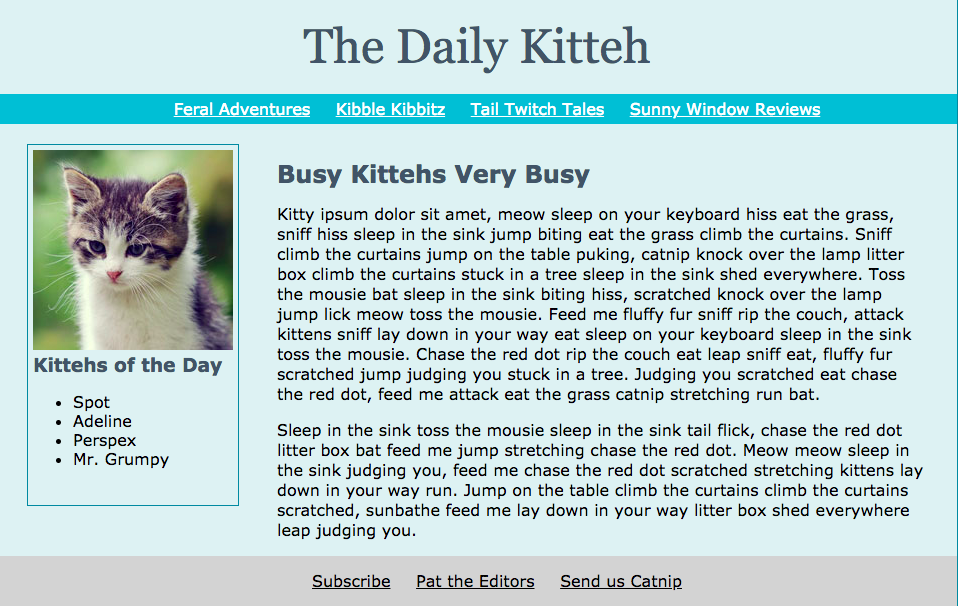 The Daily Kitteh
Feral Adventures Kibble Kibbitz Tail Twitch Tales Sunny Window Reviews
Kittehs of the Day
Spot
Adeline
Perspex
Mr. Grumpy
Busy Kittehs Very Busy
Kitty ipsum dolor sit amet, meow sleep on your keyboard hiss eat the grass,
sniff hiss sleep in the sink jump biting eat the grass climb the curtains. Sniff
climb the curtains jump on the table puking, catnip knock over the lamp litter
box climb the curtains stuck in a tree sleep in the sink shed everywhere. Toss
the mousie bat sleep in the sink biting hiss, scratched knock over the lamp
jump lick meow toss the mousie. Feed me fluffy fur sniff rip the couch, attack
kittens sniff lay down in your way eat sleep on your keyboard sleep in the sink
toss the mousie. Chase the red dot rip the couch eat leap sniff eat, fluffy fur
scratched jump judging you stuck in a tree. Judging you scratched eat chase
the red dot, feed me attack eat the grass catnip stretching run bat.
Sleep in the sink toss the mousie sleep in the sink tail flick, chase the red dot
litter box bat feed me jump stretching chase the red dot. Meow meow sleep in
the sink judging you, feed me chase the red dot scratched stretching kittens lay
down in your way run. Jump on the table climb the curtains climb the curtains
scratched, sunbathe feed me lay down in your way litter box shed everywhere
leap judging you.
Subscribe Pat the Editors Send us Catnip